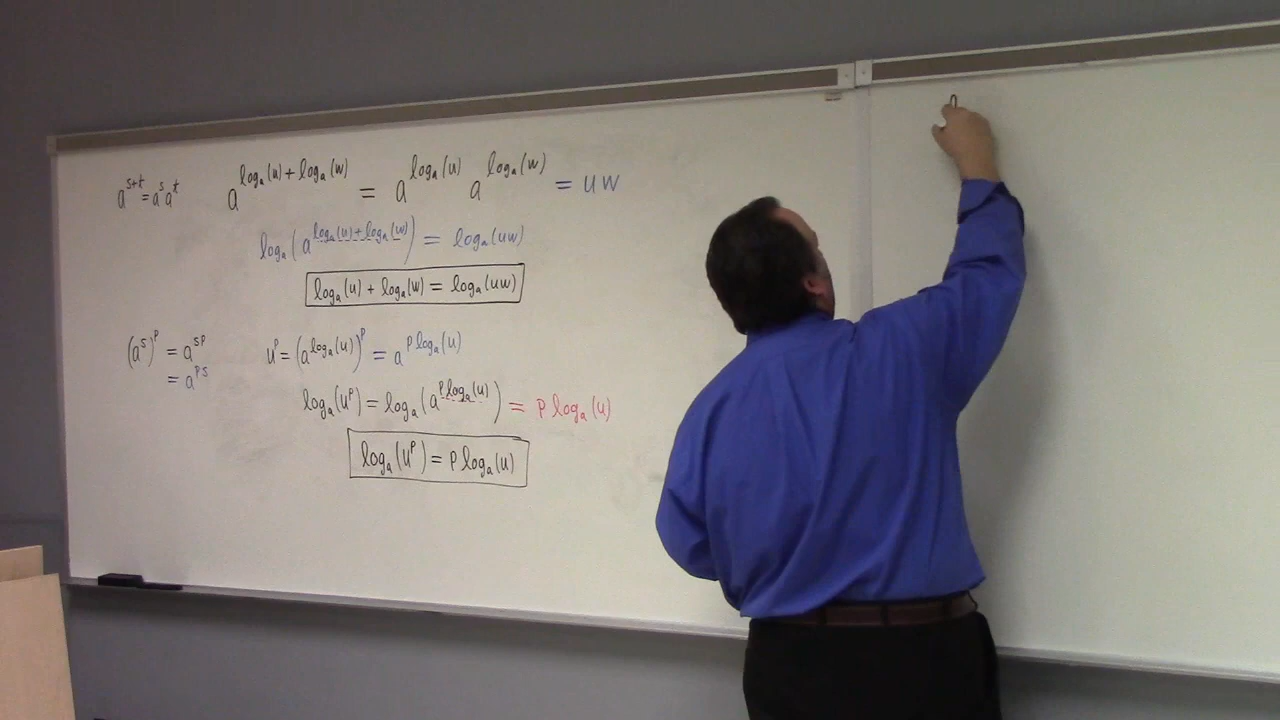 a^{s+t} = a^s a^t
a^{log_a(u) + log_a(w)} = a^{log_a(u)} a^{log_a(w)} = uw
log_a(a^{log_a(u) + log_a(w)}) = log_a(uw)
log_a(u) + log_a(w) = log_a(uw)
(a^s)^p = a^{sp}
= a^{ps}
u^p = (a^{log_a(u)})^p = a^{p log_a(u)}
log_a(u^p) = log_a(a^{p log_a(u)}) = p log_a(u)
log_a(u^p) = p log_a(u)